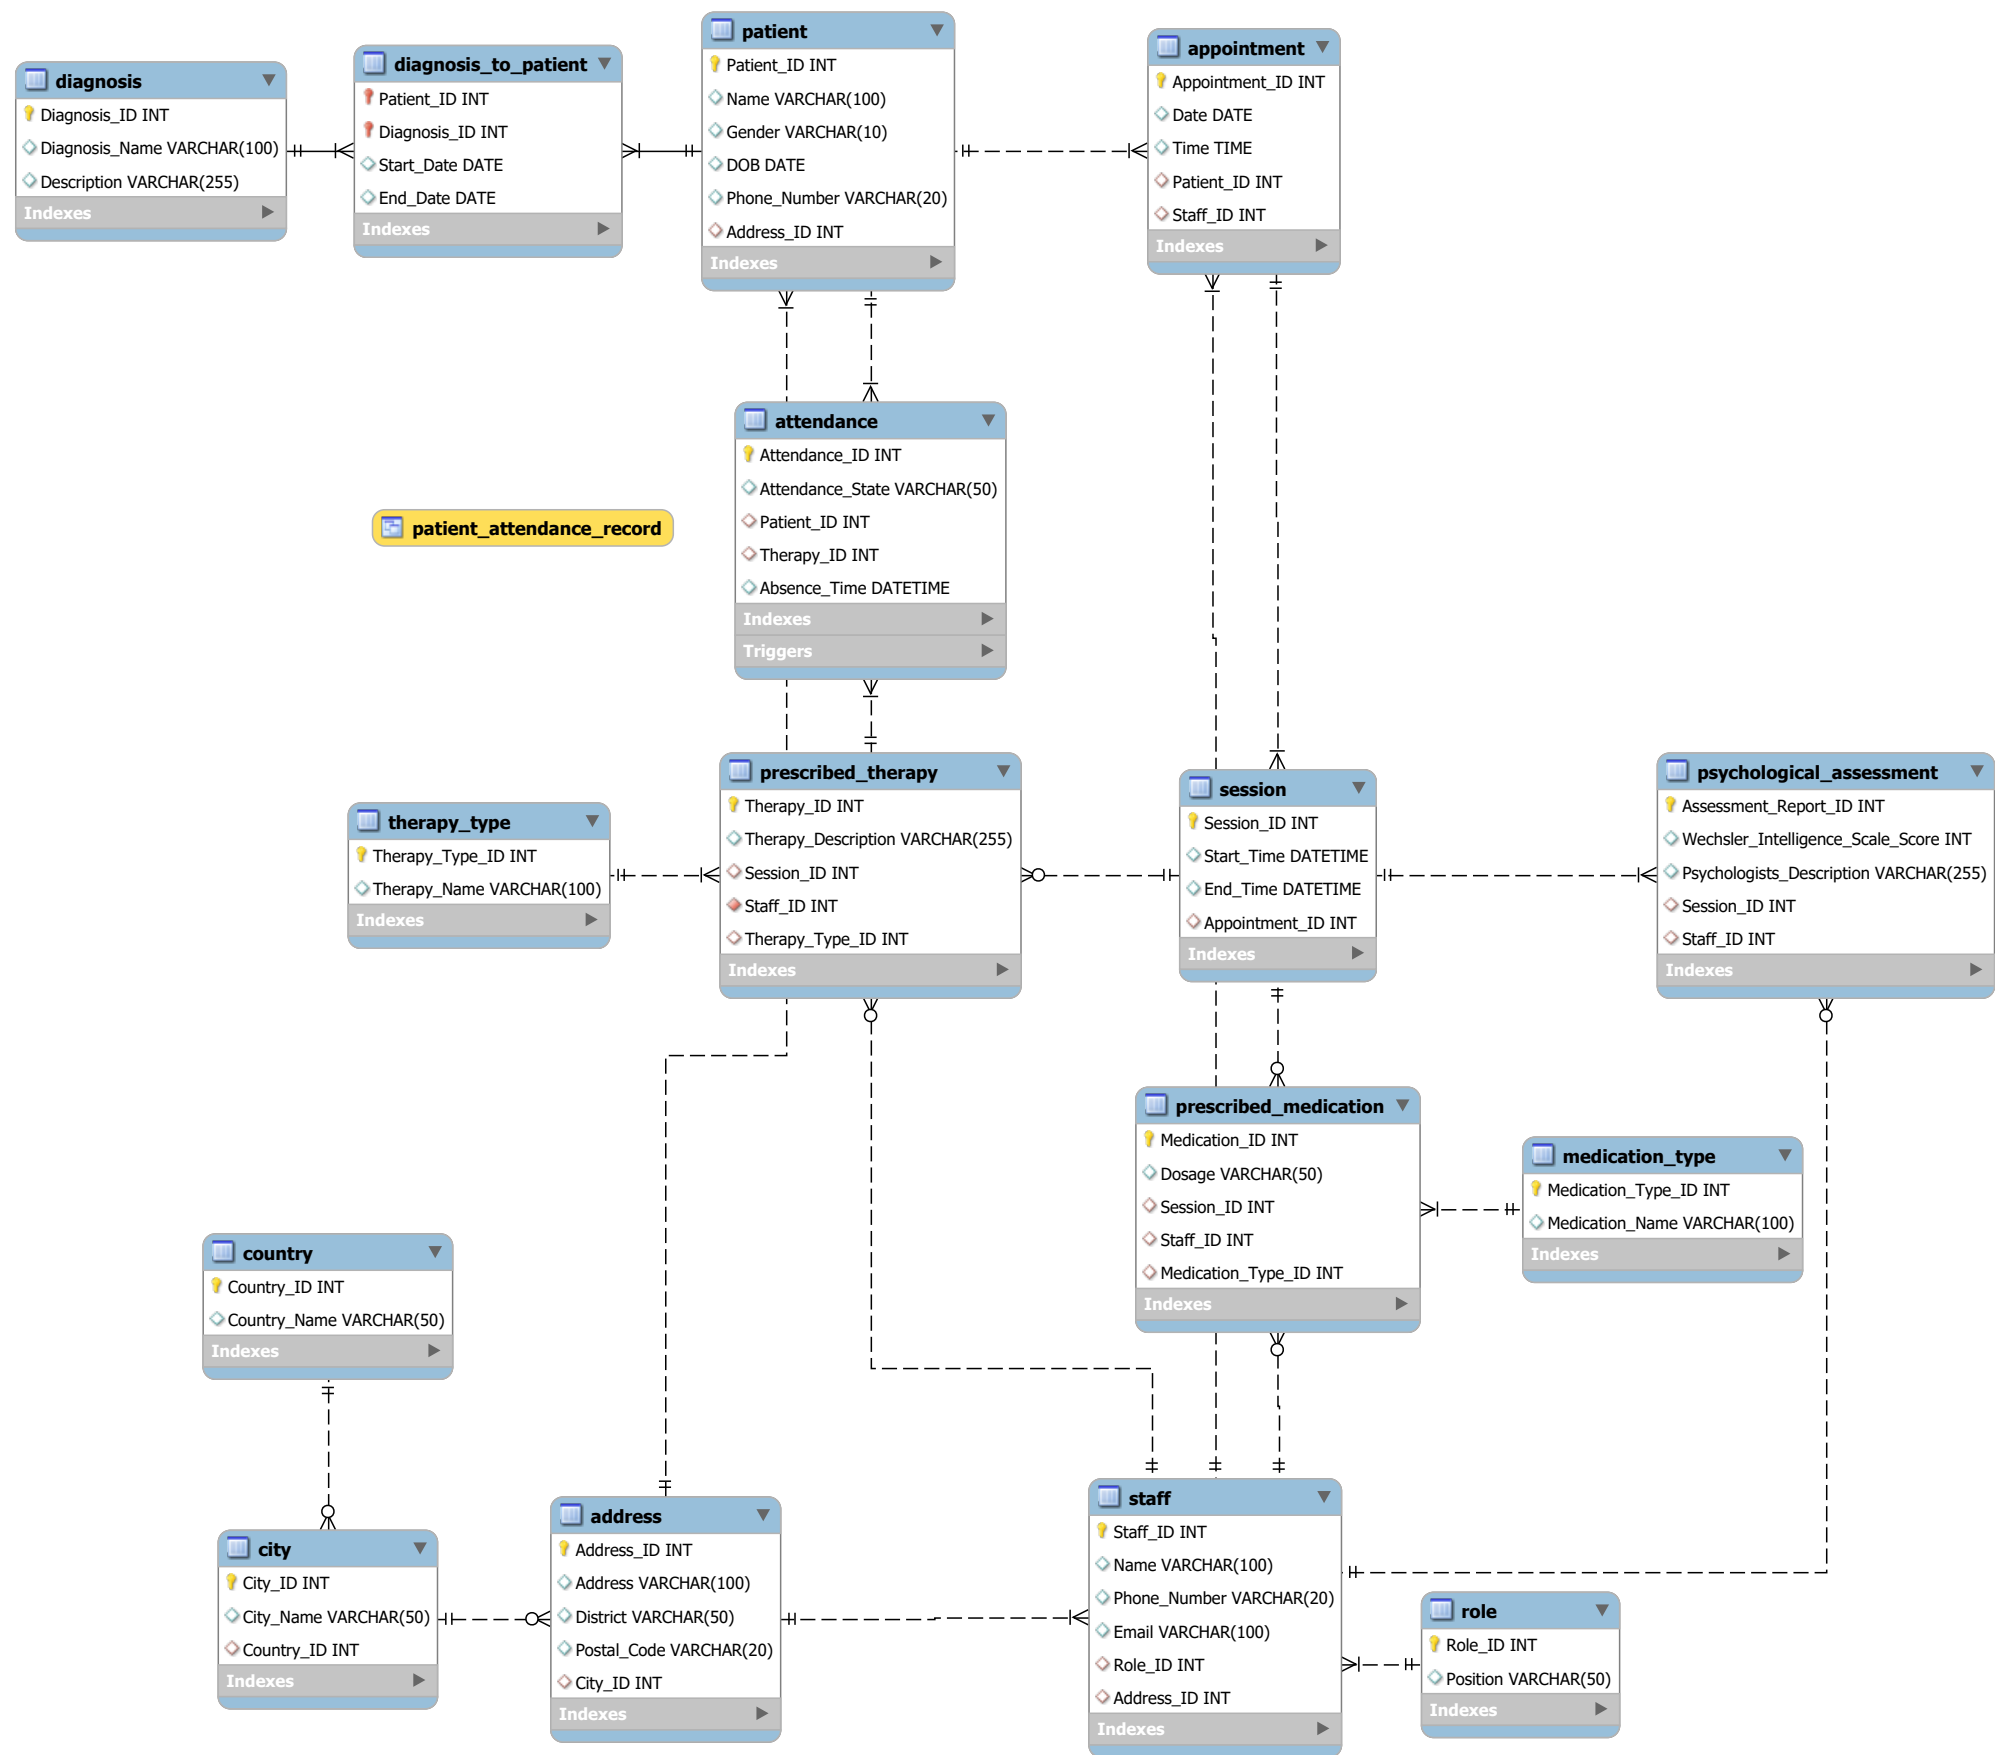 diagnosis
Diagnosis_ID INT
Diagnosis_Name VARCHAR(100)
Description VARCHAR(255)
Indexes
diagnosis_to_patient
Patient_ID INT
Diagnosis_ID INT
Start_Date DATE
End_Date DATE
Indexes
patient
Patient_ID INT
Name VARCHAR(100)
Gender VARCHAR(10)
DOB DATE
Phone_Number VARCHAR(20)
Address_ID INT
Indexes
appointment
Appointment_ID INT
Date DATE
Time TIME
Patient_ID INT
Staff_ID INT
Indexes
attendance
Attendance_ID INT
Attendance_State VARCHAR(50)
Patient_ID INT
Therapy_ID INT
Absence_Time DATETIME
Indexes
Triggers
patient_attendance_record
therapy_type
Therapy_Type_ID INT
Therapy_Name VARCHAR(100)
Indexes
prescribed_therapy
Therapy_ID INT
Therapy_Description VARCHAR(255)
Session_ID INT
Staff_ID INT
Therapy_Type_ID INT
Indexes
session
Session_ID INT
Start_Time DATETIME
End_Time DATETIME
Appointment_ID INT
Indexes
psychological_assessment
Assessment_Report_ID INT
Wechsler_Intelligence_Scale_Score INT
Psychologists_Description VARCHAR(255)
Session_ID INT
Staff_ID INT
Indexes
prescribed_medication
Medication_ID INT
Dosage VARCHAR(50)
Session_ID INT
Staff_ID INT
Medication_Type_ID INT
Indexes
medication_type
Medication_Type_ID INT
Medication_Name VARCHAR(100)
Indexes
country
Country_ID INT
Country_Name VARCHAR(50)
Indexes
city
City_ID INT
City_Name VARCHAR(50)
Country_ID INT
Indexes
address
Address_ID INT
Address VARCHAR(100)
District VARCHAR(50)
Postal_Code VARCHAR(20)
City_ID INT
Indexes
staff
Staff_ID INT
Name VARCHAR(100)
Phone_Number VARCHAR(20)
Email VARCHAR(100)
Role_ID INT
Address_ID INT
Indexes
role
Role_ID INT
Position VARCHAR(50)
Indexes